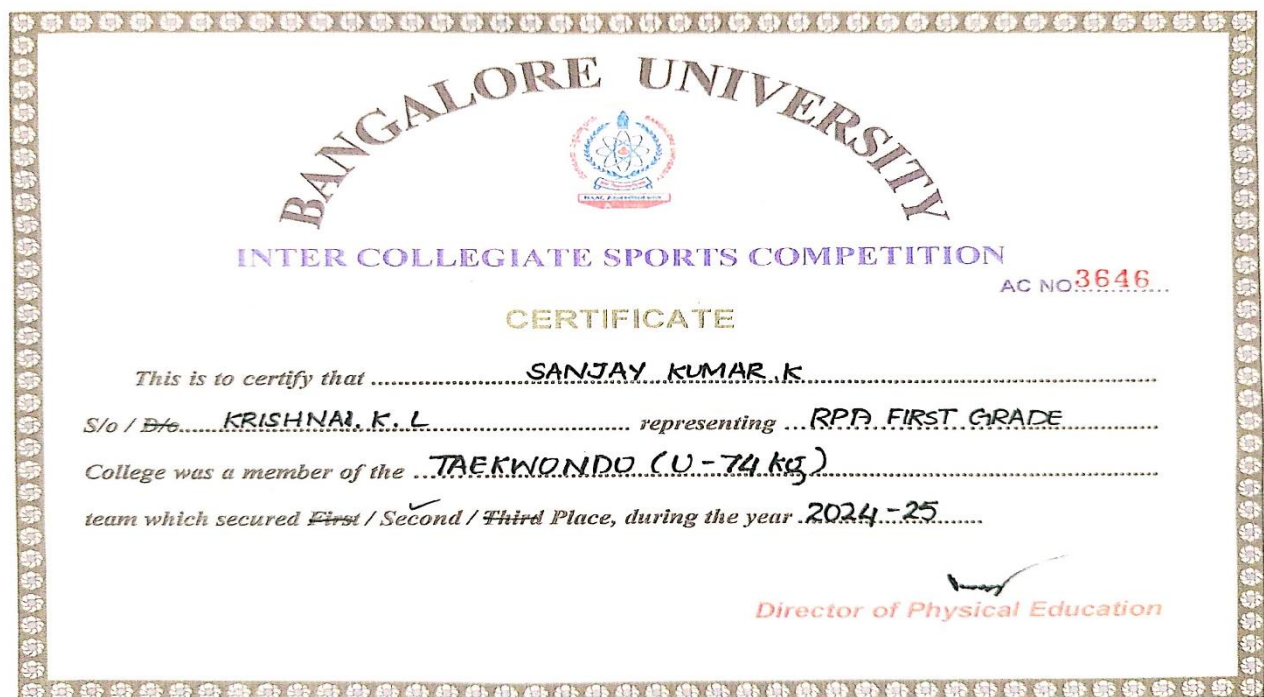 BANGALORE UNIVERSITY
INTER COLLEGIATE SPORTS COMPETITION
AC NO 3646
CERTIFICATE
This is to certify that SANJAY KUMAR.K
S/o / D/o KRISHNAI.K.L representing RPA FIRST GRADE
College was a member of the TAEKWONDO (U-74 kg)
team which secured First / Second / Third Place, during the year 2024-25
Director of Physical Education